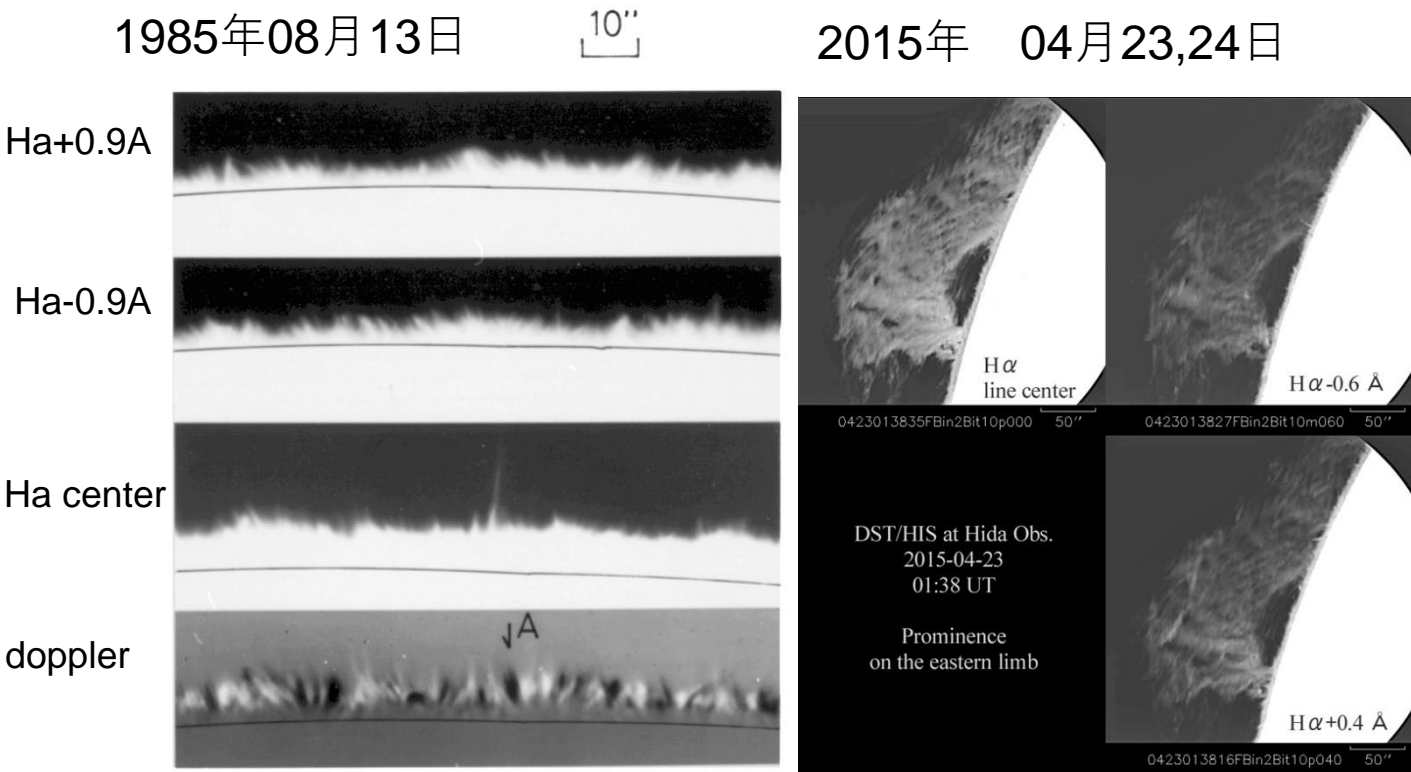 1985年08月13日
10''
2015年　04月23,24日
Ha+0.9A
Ha-0.9A
Ha center
doppler
A
Hα
line center
0423013835FBin2Bit10p000 50''
Hα-0.6 Å
0423013827FBin2Bit10m060 50''
DST/HIS at Hida Obs.
2015-04-23
01:38 UT
Prominence
on the eastern limb
Hα+0.4 Å
0423013816FBin2Bit10p040 50''